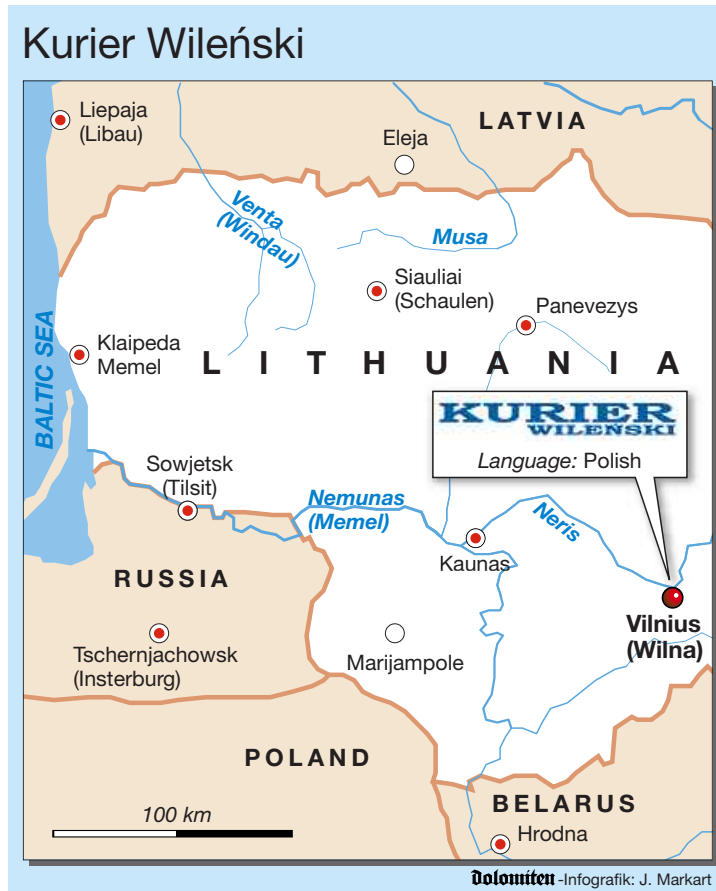 Kurier Wileński
Liepaja
(Libau)
LATVIA
Eleja
Venta
(Windau)
Musa
Siauliai
(Schaulen)
Panevezys
Klaipeda
Memel
LITHUANIA
BALTIC SEA
KURIER
WILEŃSKI
Language: Polish
Sowjetsk
(Tilsit)
Nemunas
(Memel)
Neris
Kaunas
RUSSIA
Vilnius
(Wilna)
Tschernjachowsk
(Insterburg)
Marijampole
POLAND
100 km
BELARUS
Hrodna
Dolomiten -Infografik: J. Markart